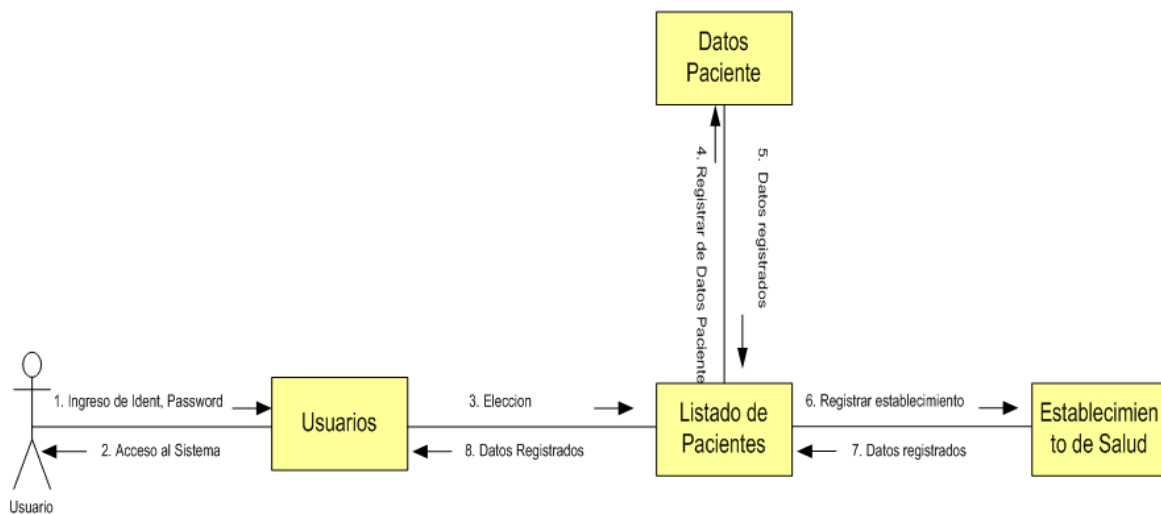 Datos
Paciente
4. Registrar de Datos Paciente
5. Datos registrados
1. Ingreso de Ident, Password
2. Acceso al Sistema
Usuario
Usuarios
3. Eleccion
8. Datos Registrados
Listado de
Pacientes
6. Registrar establecimiento
7. Datos registrados
Establecimien
to de Salud